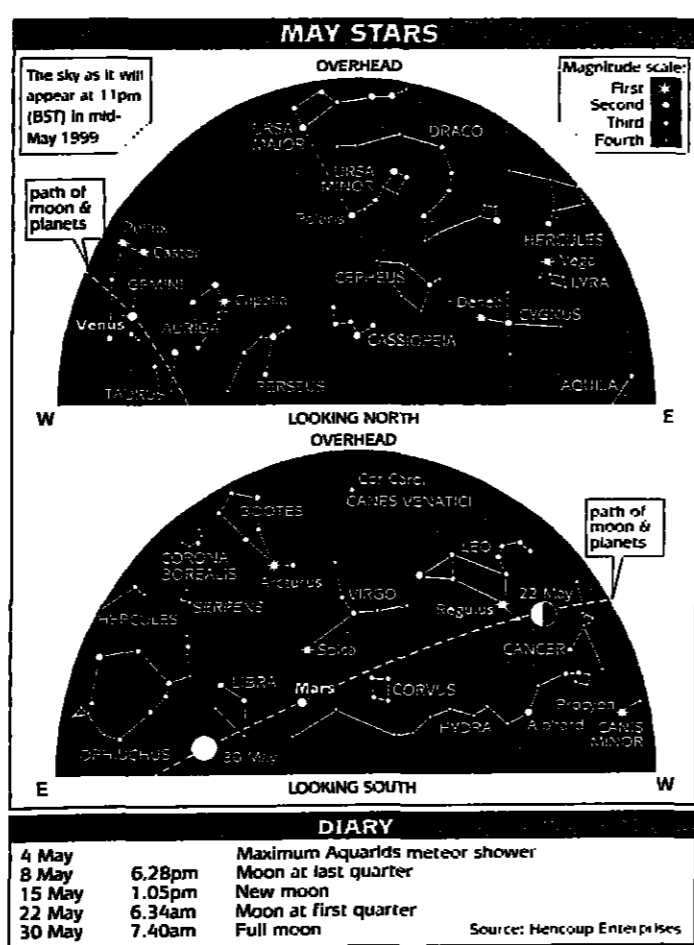 MAY STARS
The sky as it will
appear at 11pm
(BST) in mid-
May 1999
OVERHEAD
Magnitude scale:
First
Second
Third
Fourth
URSA
MAJOR
DRACO
URSA
MINOR
Polaris
path of
moon &
planets
Castor
GEMINI
Venus
AURIGA
Capella
TAURUS
PERSEUS
CEPHEUS
CASSIOPEIA
HERCULES
Vega
LYRA
Deneb
CYGNUS
AQUILA
W
LOOKING NORTH
E
OVERHEAD
Cor Caroli
CANES VENATICI
BOOTES
path of
moon &
planets
CORONA
BOREALIS
Arcturus
LEO
22 May
Regulus
VIRGO
HERCULES
SERPENS
Spica
CANCER
LIBRA
Mars
CORVUS
HYDRA
Alphard
Procyon
CANIS
MINOR
OPHIUCHUS
30 May
E
LOOKING SOUTH
W
DIARY
4 May Maximum Aquarids meteor shower
8 May 6.28pm Moon at last quarter
15 May 1.05pm New moon
22 May 6.34am Moon at first quarter
30 May 7.40am Full moon
Source: Hencoup Enterprises